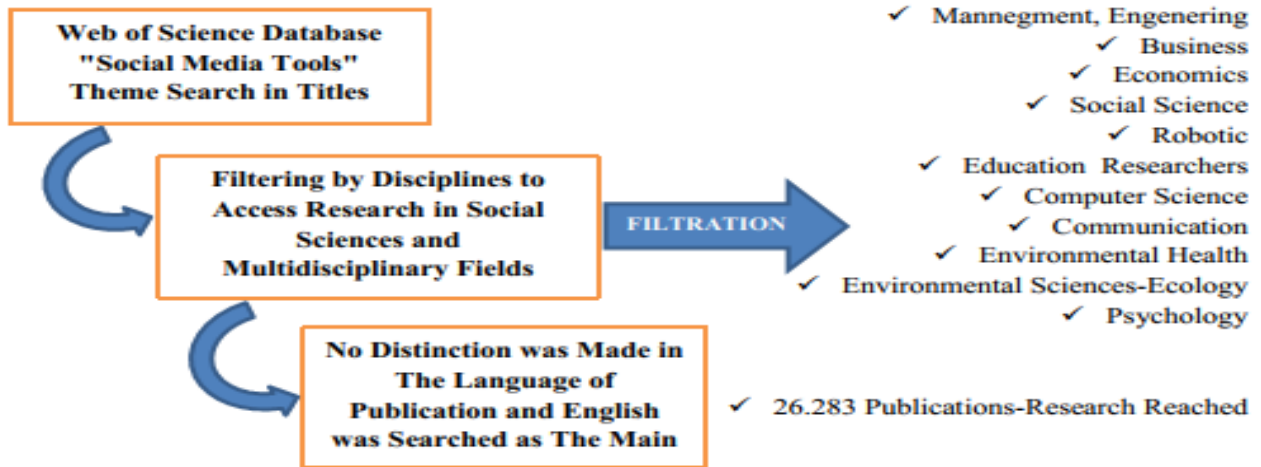 Web of Science Database
"Social Media Tools"
Theme Search in Titles
Filtering by Disciplines to
Access Research in Social
Sciences and
Multidisciplinary Fields
FILTRATION
✓ Mannegment, Engenering
✓ Business
✓ Economics
✓ Social Science
✓ Robotic
✓ Education Researchers
✓ Computer Science
✓ Communication
✓ Environmental Health
✓ Environmental Sciences-Ecology
✓ Psychology
No Distinction was Made in
The Language of
Publication and English
was Searched as The Main
✓ 26.283 Publications-Research Reached